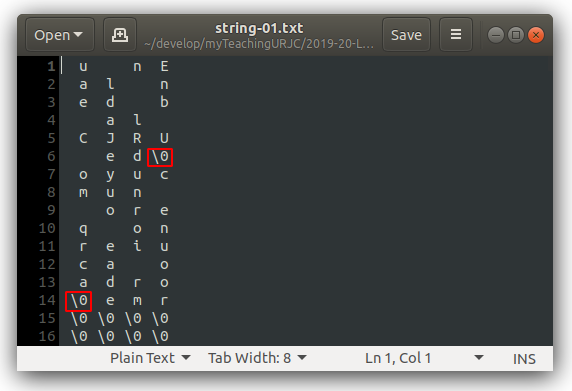 Open
string-01.txt
~/develop/myTeachingURJC/2019-20-L...
Save
1 u   n E
2 a l   n
3 e d   b
4   a l
5 C J R U
6   e d \0
7 o y u c
8 m u n
9   o r e
10 q   o n
11 r e i u
12 c a   o
13 a d r o
14 \0 e m r
15 \0 \0 \0 \0
16 \0 \0 \0 \0
Plain Text Tab Width: 8 Ln 1, Col 1 INS